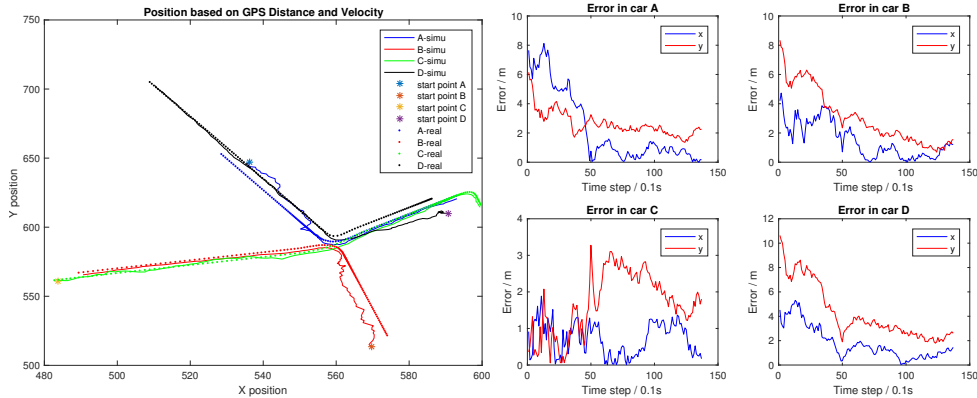 Position based on GPS Distance and Velocity
750
700
650
600
550
500
Y position
480
500
520
540
560
580
600
X position
A-simu
B-simu
C-simu
D-simu
start point A
start point B
start point C
start point D
A-real
B-real
C-real
D-real
Error in car A
10
8
6
4
2
0
Error / m
0
50
100
150
Time step / 0.1s
x
y
Error in car B
10
8
6
4
2
0
Error / m
0
50
100
150
Time step / 0.1s
x
y
Error in car C
4
3
2
1
0
Error / m
0
50
100
150
Time step / 0.1s
x
y
Error in car D
12
10
8
6
4
2
0
Error / m
0
50
100
150
Time step / 0.1s
x
y